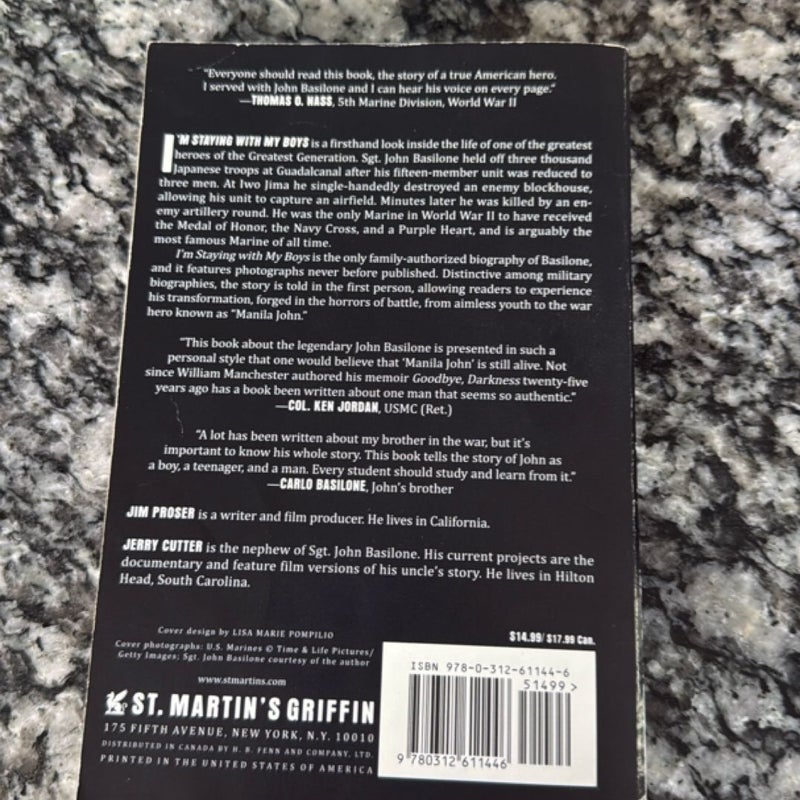 "Everyone should read this book, the story of a true American hero.
I served with John Basilone and I can hear his voice on every page."
—THOMAS O. HASS, 5th Marine Division, World War II
I'M STAYING WITH MY BOYS is a firsthand look inside the life of one of the greatest
heroes of the Greatest Generation. Sgt. John Basilone held off three thousand
Japanese troops at Guadalcanal after his fifteen-member unit was reduced to
three men. At Iwo Jima he single-handedly destroyed an enemy blockhouse,
allowing his unit to capture an airfield. Minutes later he was killed by an en-
emy artillery round. He was the only Marine in World War II to have received
the Medal of Honor, the Navy Cross, and a Purple Heart, and is arguably the
most famous Marine of all time.
I'm Staying with My Boys is the only family-authorized biography of Basilone,
and it features photographs never before published. Distinctive among military
biographies, the story is told in the first person, allowing readers to experience
his transformation, forged in the horrors of battle, from aimless youth to the war
hero known as "Manila John."
"This book about the legendary John Basilone is presented in such a
personal style that one would believe that 'Manila John' is still alive. Not
since William Manchester authored his memoir Goodbye, Darkness twenty-five
years ago has a book been written about one man that seems so authentic."
—COL. KEN JORDAN, USMC (Ret.)
"A lot has been written about my brother in the war, but it's
important to know his whole story. This book tells the story of John as
a boy, a teenager, and a man. Every student should study and learn from it."
—CARLO BASILONE, John's brother
JIM PROSER is a writer and film producer. He lives in California.
JERRY CUTTER is the nephew of Sgt. John Basilone. His current projects are the
documentary and feature film versions of his uncle's story. He lives in Hilton
Head, South Carolina.
Cover design by LISA MARIE POMPILIO
Cover photographs: U.S. Marines © Time & Life Pictures/
Getty Images; Sgt. John Basilone courtesy of the author
www.stmartins.com
ST. MARTIN'S GRIFFIN
175 FIFTH AVENUE, NEW YORK, N.Y. 10010
DISTRIBUTED IN CANADA BY H. B. FENN AND COMPANY, LTD.
PRINTED IN THE UNITED STATES OF AMERICA
$14.99/ $17.99 Can.
ISBN 978-0-312-61144-6
51499>
9 780312 611446